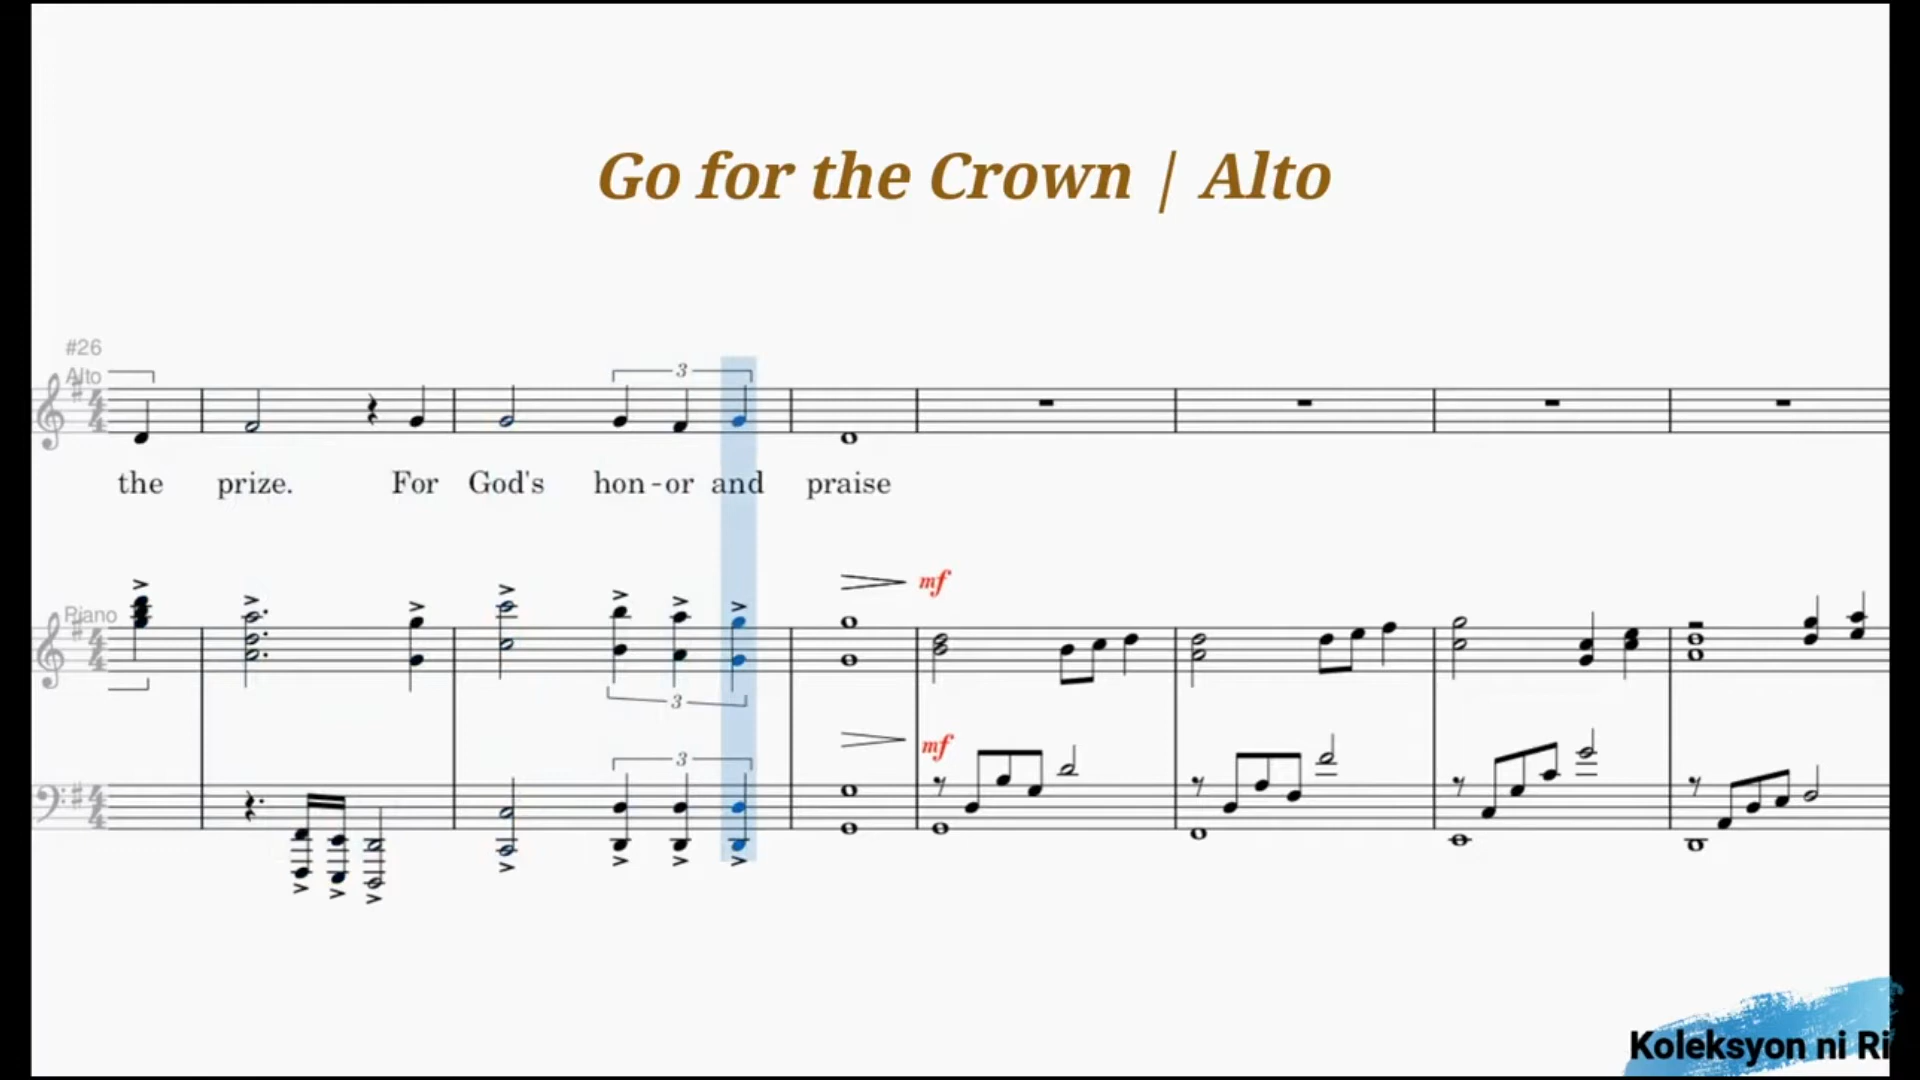 Go for the Crown | Alto
#26
Alto
3
the prize. For God's hon-or and praise
mf
Piano
3
mf
3
Koleksyon ni Ri